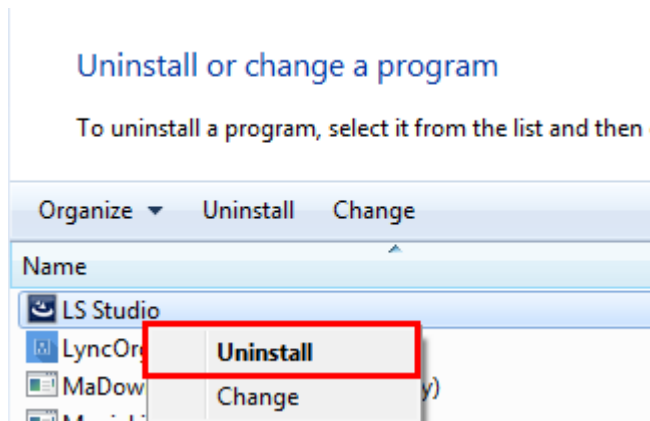 Uninstall or change a program
To uninstall a program, select it from the list and then
Organize Uninstall Change
Name
LS Studio
LyncOr
Uninstall
MaDow
y)
Change